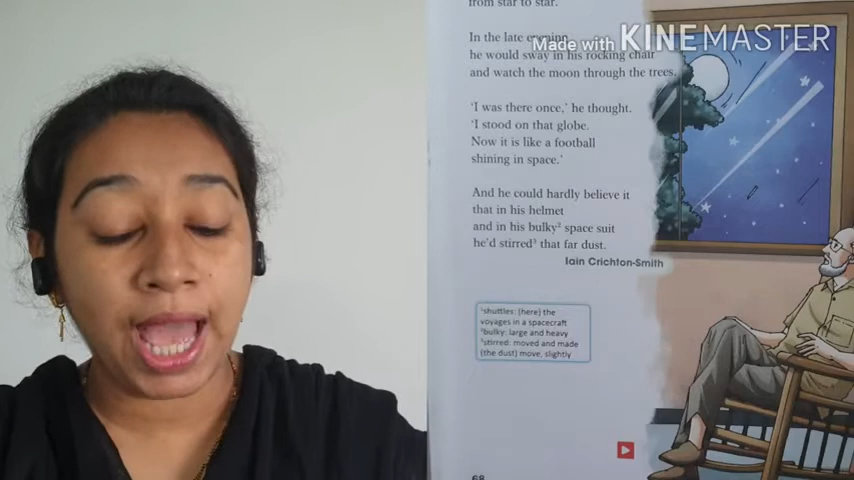 from star to star.
Made with KINEMASTER
In the late evening
he would sway in his rocking chair
and watch the moon through the trees.
'I was there once,' he thought.
'I stood on that globe.
Now it is like a football
shining in space.'
And he could hardly believe it
that in his helmet
and in his bulky² space suit
he'd stirred³ that far dust.
Iain Crichton-Smith
¹shuttles: (here) the
voyages in a spacecraft
²bulky: large and heavy
³stirred: moved and made
(the dust) move, slightly
68